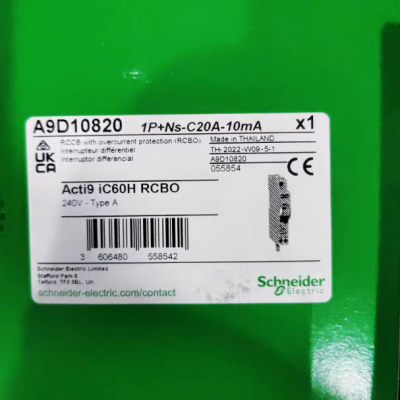 A9D10820 1P+Ns-C20A-10mA x1
RCCB with overcurrent protection (RCBO)
Interrupteur différentiel
Interruptor diferencial
Made in THAILAND
TH-2022-W09-5-1
A9D10820
055854
UK
CA
Acti9 iC60H RCBO
240V - Type A
3 606480 558542
Schneider Electric Limited
Stafford Park 5
Telford, TF3 3BL, UK
schneider-electric.com/contact
Schneider
Electric